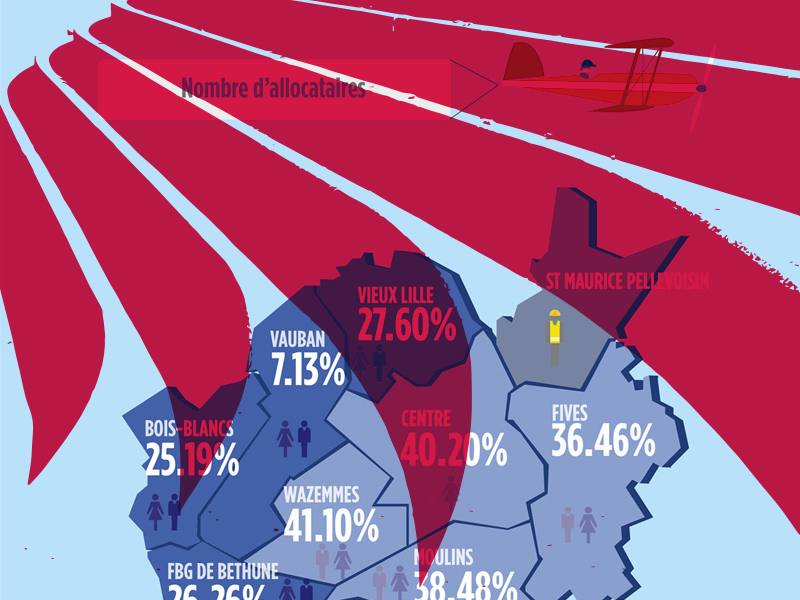 Nombre d'allocataires
ST MAURICE PELLEVOISIN
VIEUX LILLE
27.60%
VAUBAN
7.13%
CENTRE
40.20%
FIVES
36.46%
BOIS-BLANCS
25.19%
WAZEMMES
41.10%
MOULINS
38.48%
FBG DE BETHUNE
26.26%